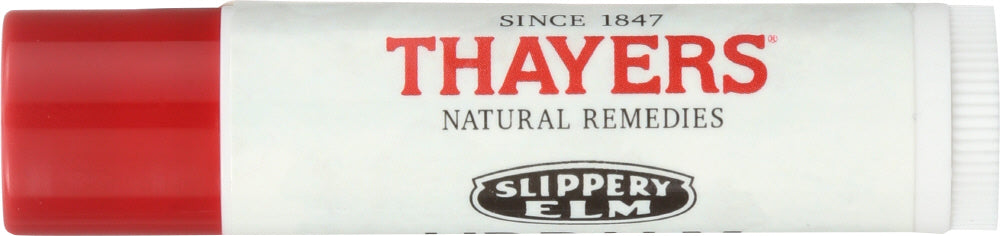 SINCE 1847
THAYERS®
NATURAL REMEDIES
SLIPPERY
ELM